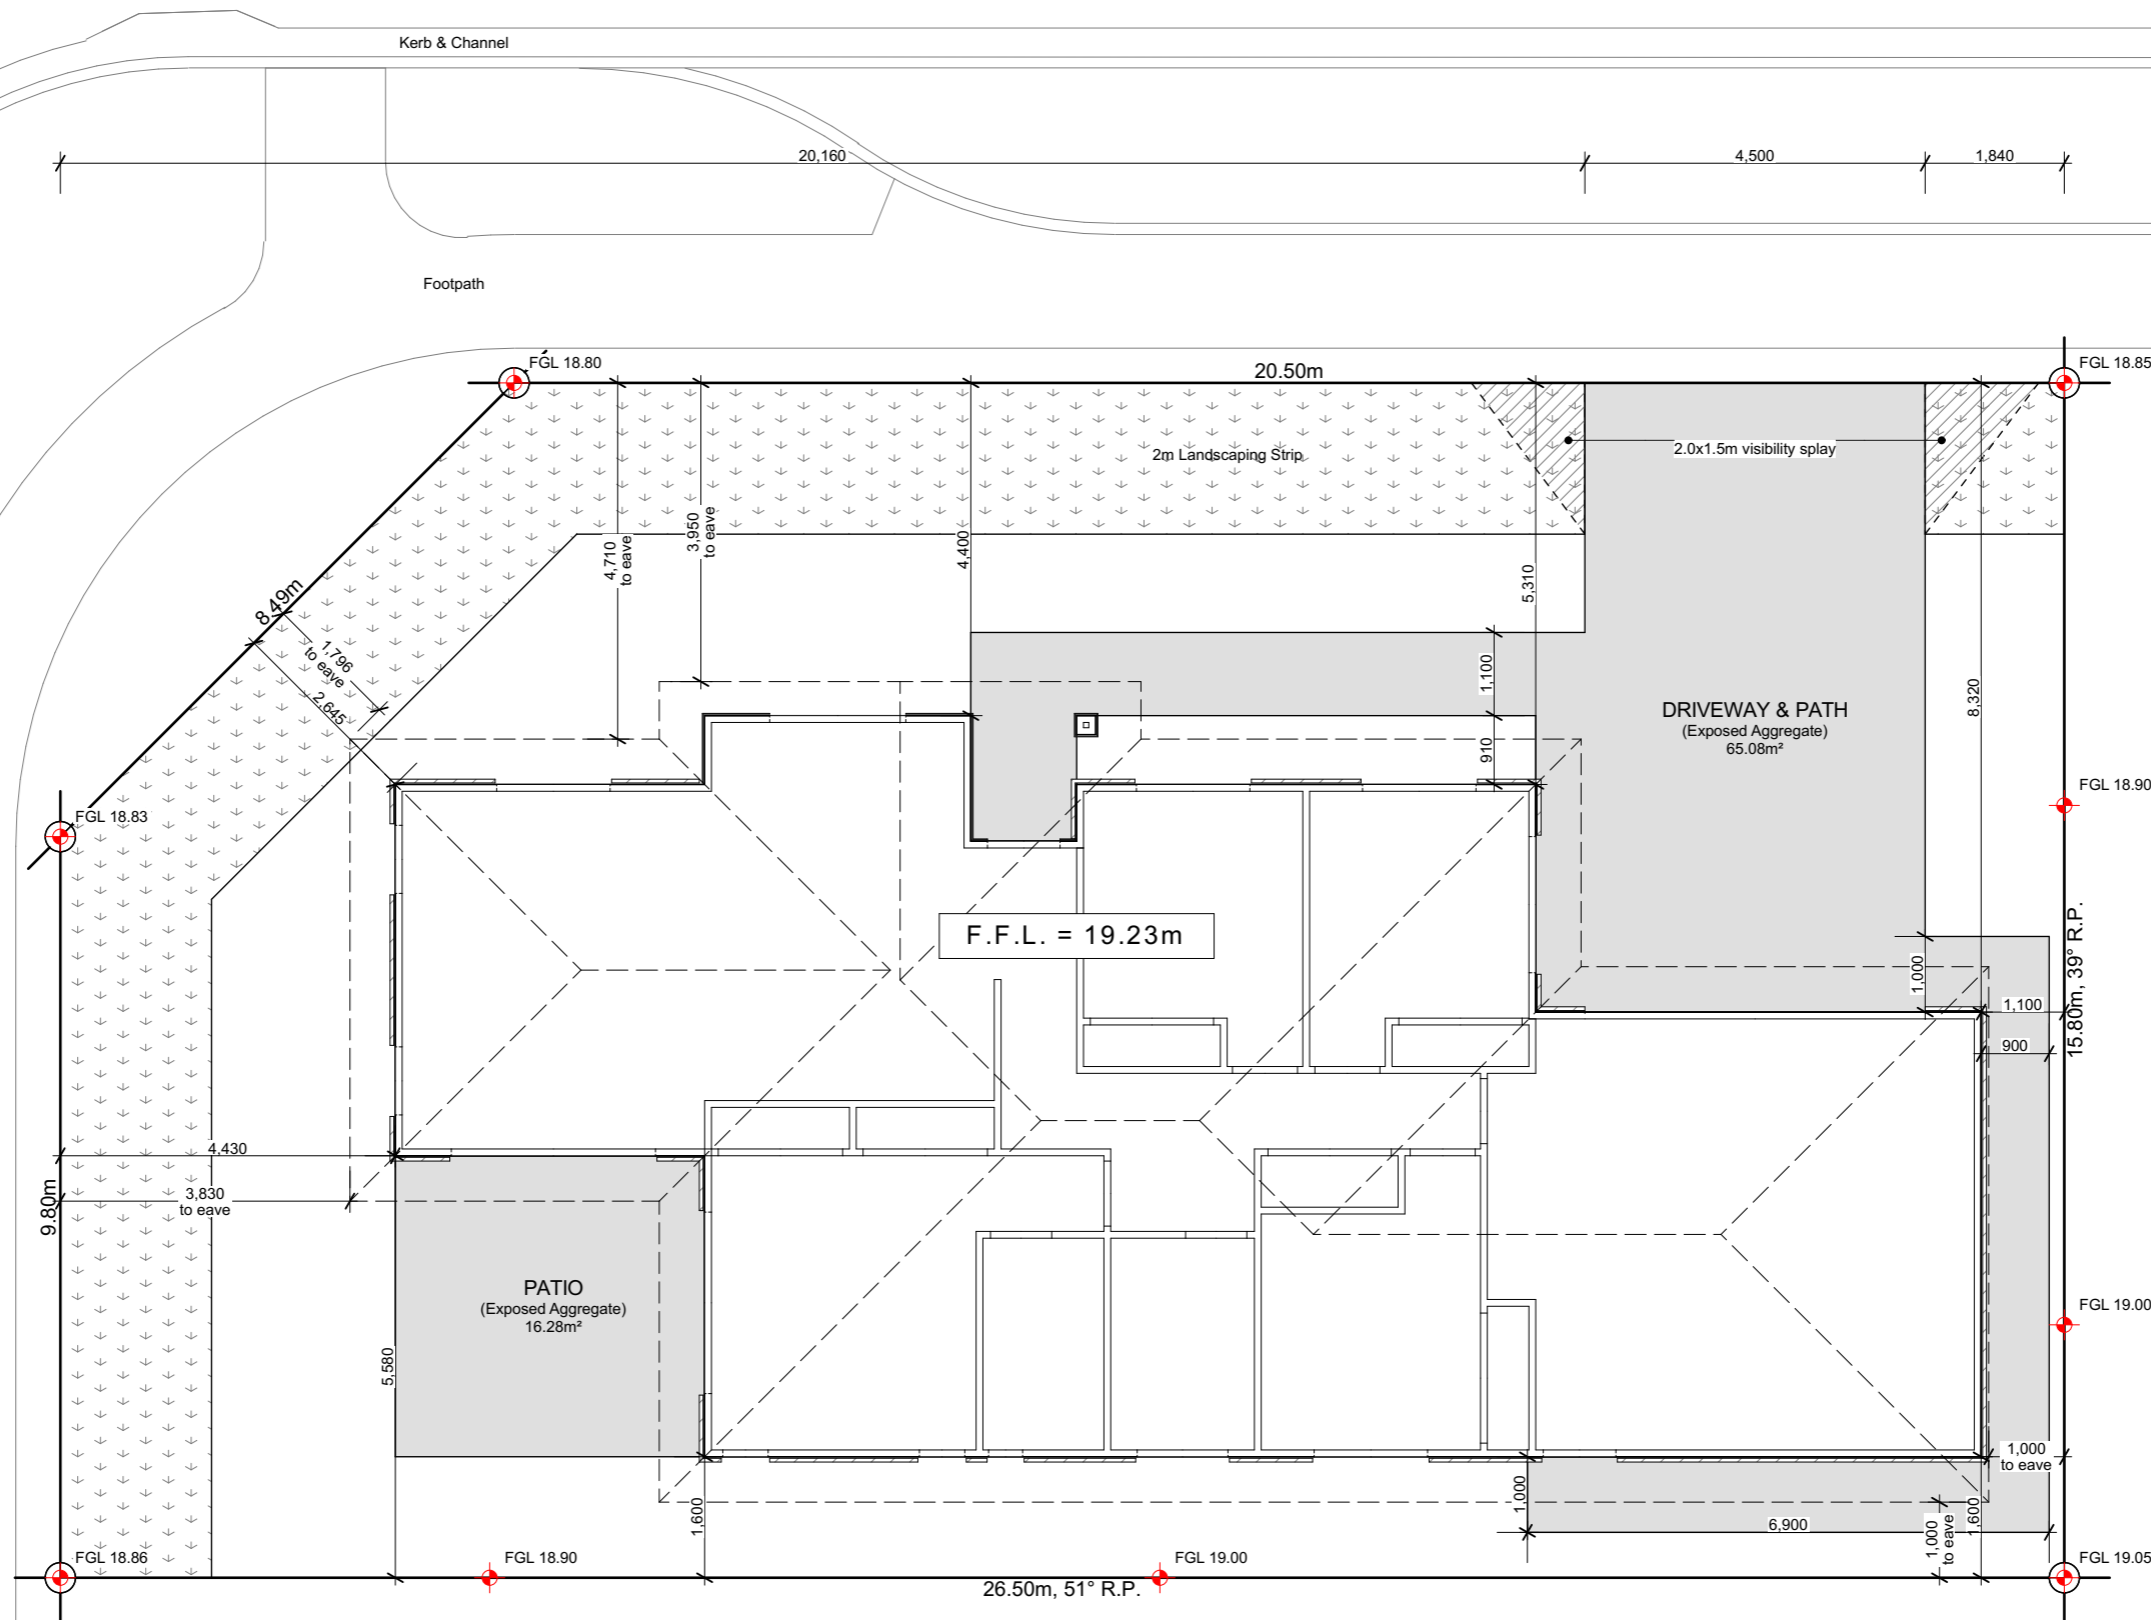 Kerb & Channel
20,160
4,500
1,840
Footpath
FGL 18.80
20.50m
FGL 18.85
2m Landscaping Strip
2.0x1.5m visibility splay
3,950
to eave
4,710
to eave
4,400
5,310
8.49m
1,796
to eave
2,645
1,100
8,320
DRIVEWAY & PATH
(Exposed Aggregate)
65.08m²
910
FGL 18.90
FGL 18.83
F.F.L. = 19.23m
1,000
15.80m, 39° R.P.
1,100
900
4,430
3,830
to eave
9.80m
PATIO
(Exposed Aggregate)
16.28m²
FGL 19.00
5,580
1,000
to eave
1,600
1,000
6,900
1,000
to eave
1,600
FGL 18.86
FGL 18.90
FGL 19.00
FGL 19.05
26.50m, 51° R.P.